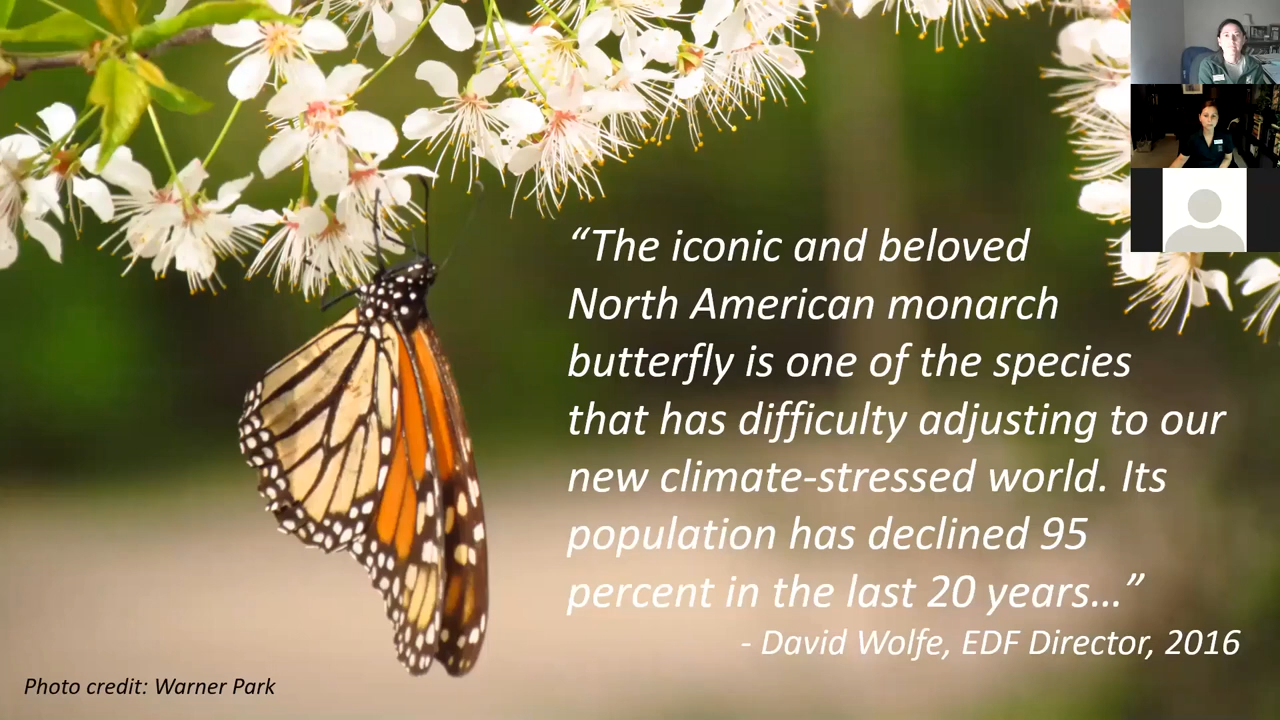 “The iconic and beloved
North American monarch
butterfly is one of the species
that has difficulty adjusting to our
new climate-stressed world. Its
population has declined 95
percent in the last 20 years…”
- David Wolfe, EDF Director, 2016
Photo credit: Warner Park